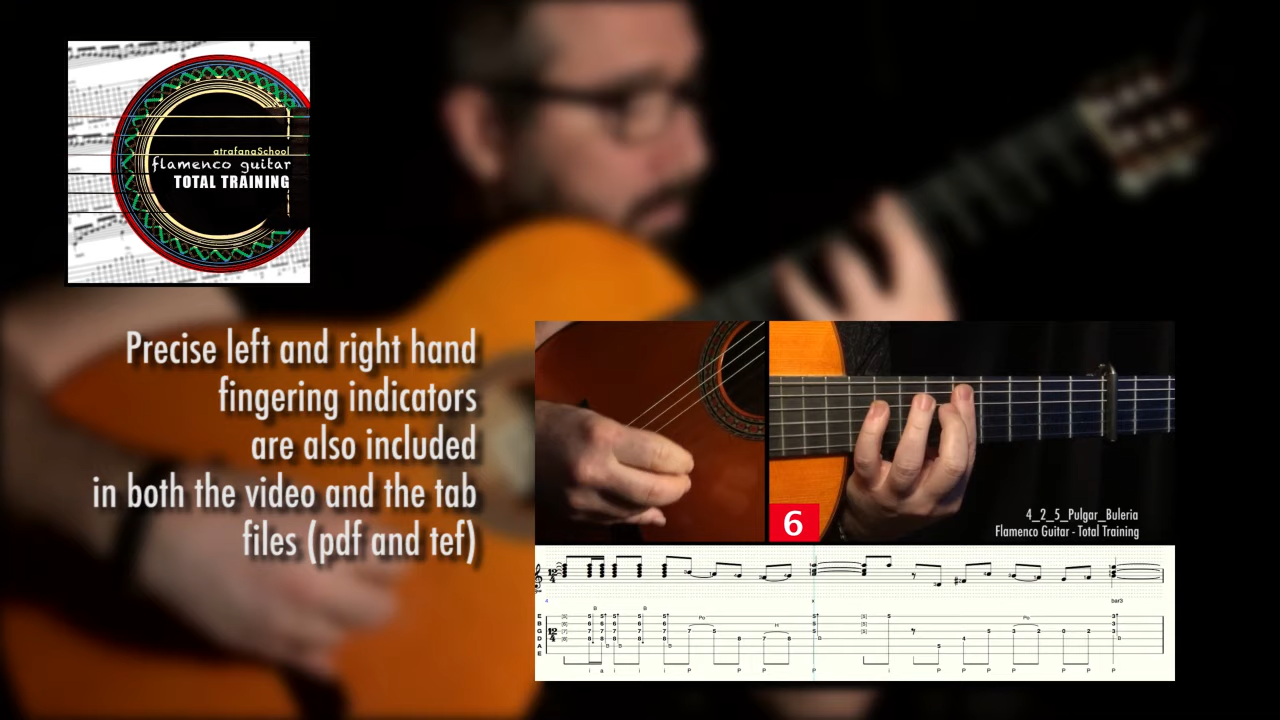 atrafanaSchool
flamenco guitar
TOTAL TRAINING
Precise left and right hand
fingering indicators
are also included
in both the video and the tab
files (pdf and tef)
6
4_2_5_Pulgar_Buleria
Flamenco Guitar - Total Training